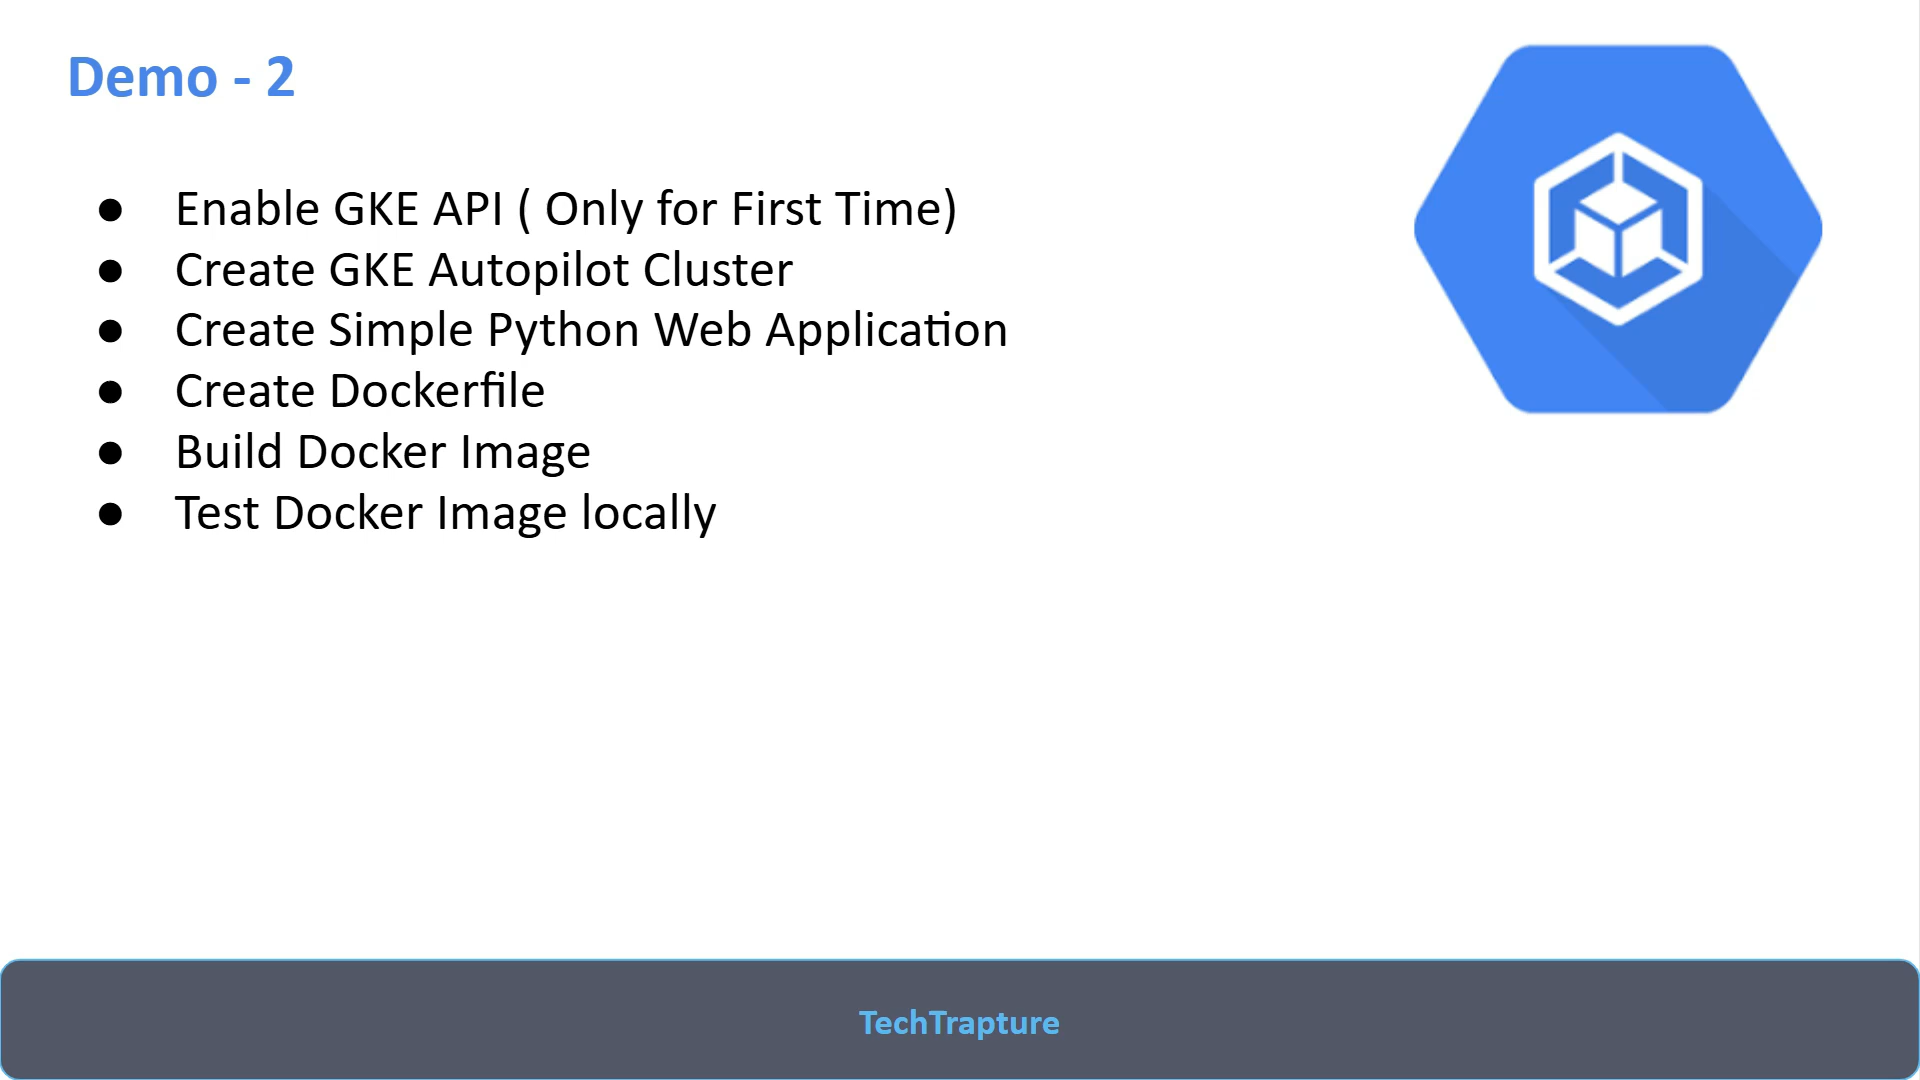 Demo - 2
● Enable GKE API ( Only for First Time)
● Create GKE Autopilot Cluster
● Create Simple Python Web Application
● Create Dockerfile
● Build Docker Image
● Test Docker Image locally
TechTrapture